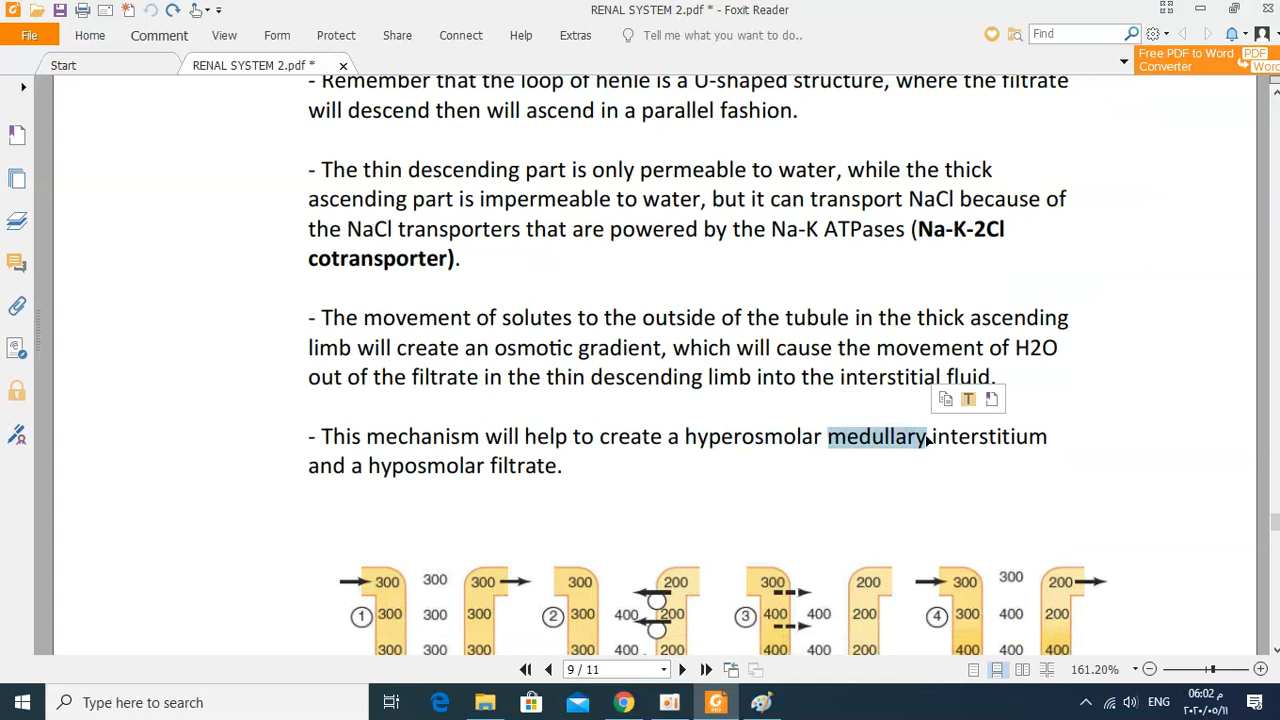 RENAL SYSTEM 2.pdf * - Foxit Reader
File Home Comment View Form Protect Share Connect Help Extras Tell me what you want to do.. Find
Free PDF to Word
Converter
PDF
Word
Start RENAL SYSTEM 2.pdf *
- Remember that the loop of henle is a U-shaped structure, where the filtrate
will descend then will ascend in a parallel fashion.
- The thin descending part is only permeable to water, while the thick
ascending part is impermeable to water, but it can transport NaCl because of
the NaCl transporters that are powered by the Na-K ATPases (Na-K-2Cl
cotransporter).
- The movement of solutes to the outside of the tubule in the thick ascending
limb will create an osmotic gradient, which will cause the movement of H2O
out of the filtrate in the thin descending limb into the interstitial fluid.
T
- This mechanism will help to create a hyperosmolar medullary interstitium
and a hyposmolar filtrate.
300 300 300 300 200 300 200 300 300 200
1 300 300 300 2 300 400 200 3 400 400 200 4 300 400 200
300 300 300 300 400 200 400 400 200 400 400 200
9 / 11 161.20%
Type here to search ENG 06:02 م
٢٠٢٠/٠٥/١١